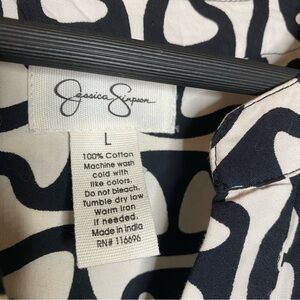 Jessica Simpson
L
100% Cotton
Machine wash
cold with
like colors.
Do not bleach.
tumble dry low
Warm Iron
if needed.
Made in India
RN# 116696